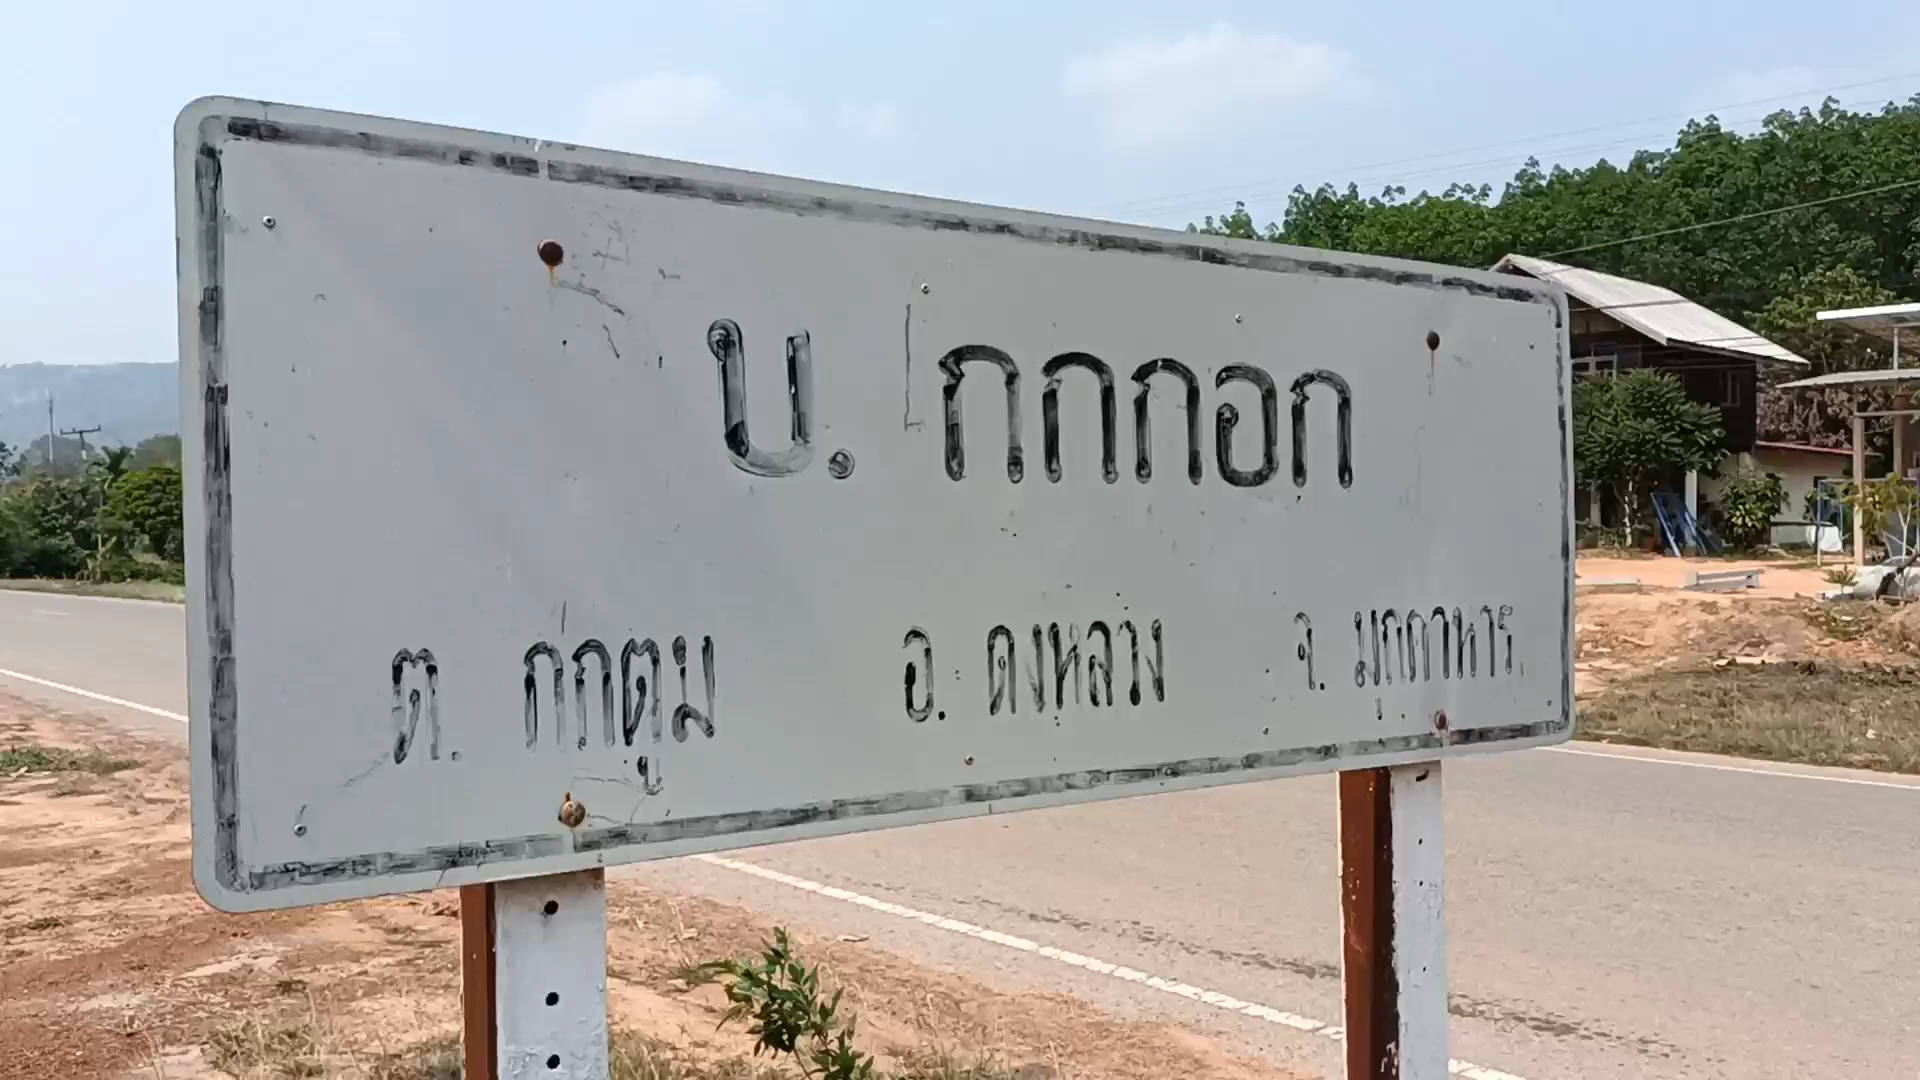 บ. กกกอก
ต. กกตูม อ. ดงหลวง จ. มุกดาหาร